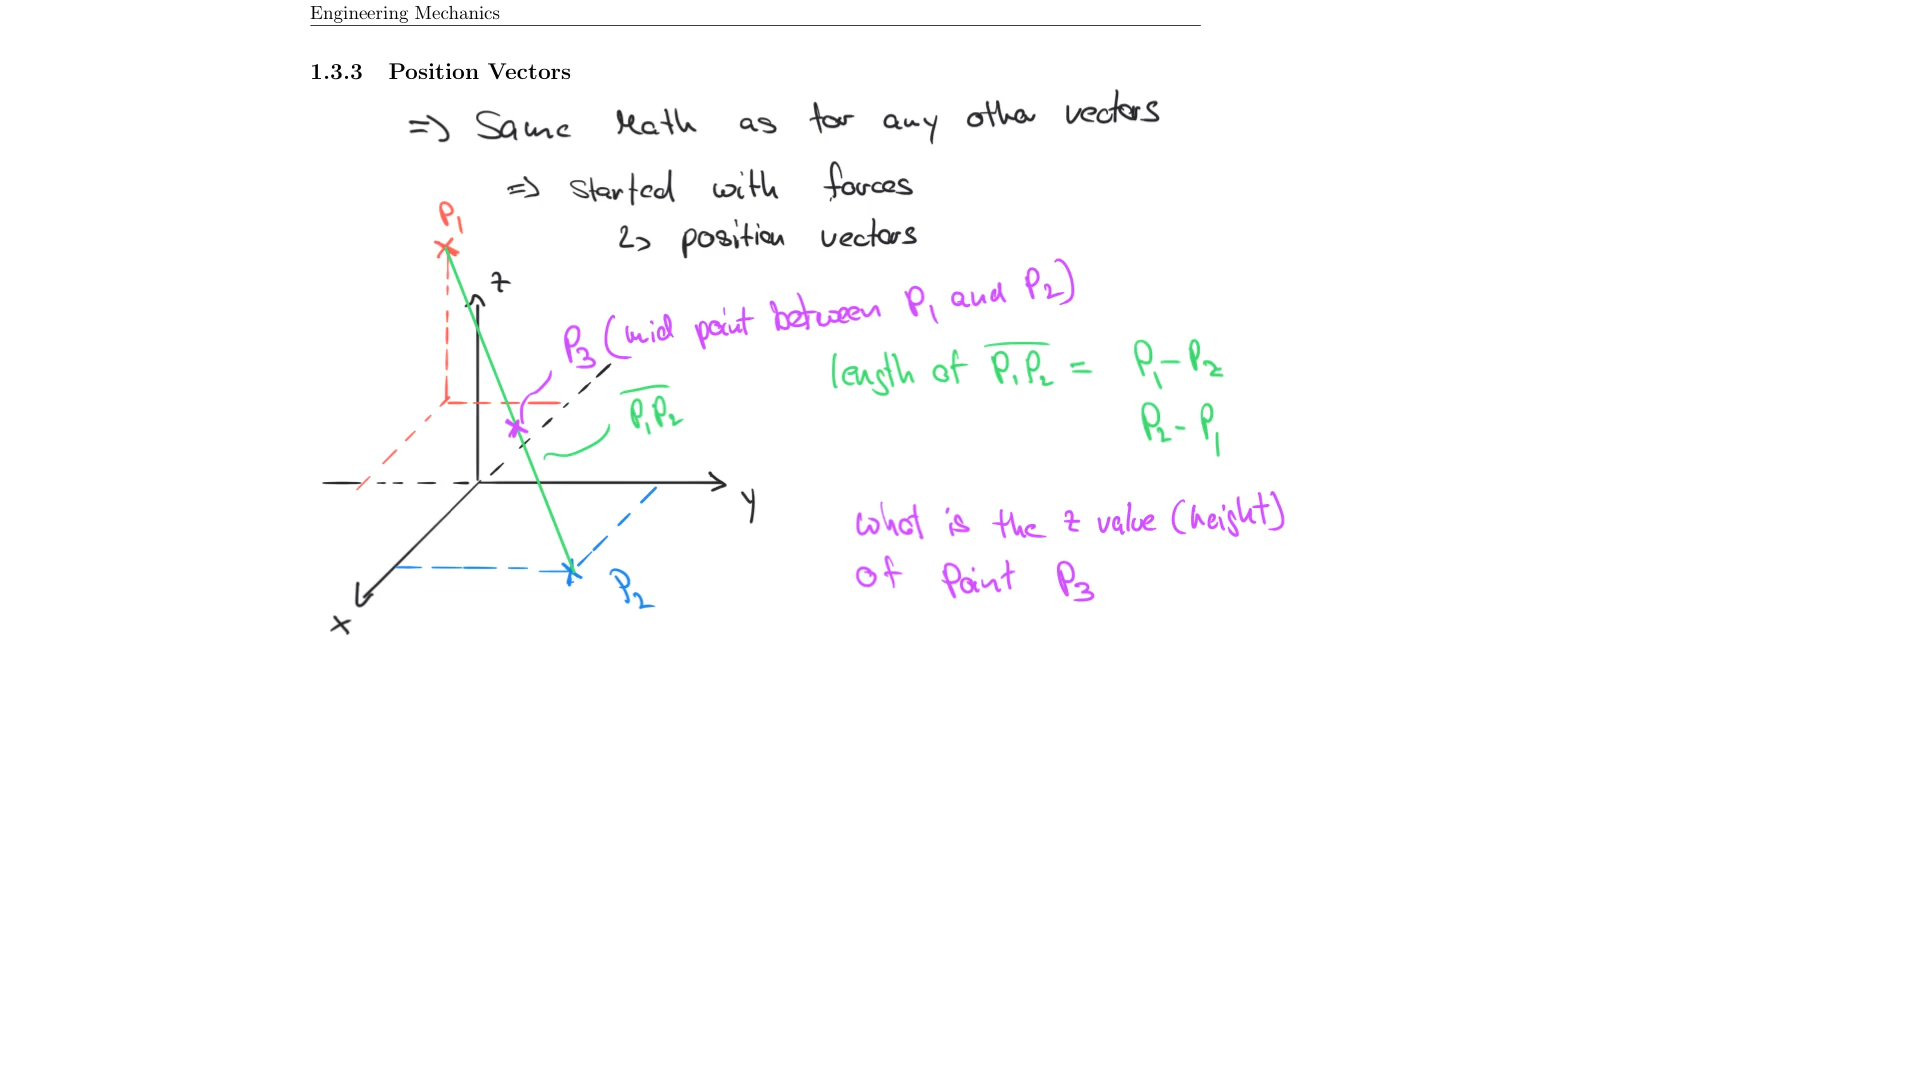 Engineering Mechanics
1.3.3 Position Vectors
=> Same Math as for any other vectors
=> started with forces
↳ position vectors
P₁
z
P₃ (mid point between P₁ and P₂)
length of P₁P₂ = P₁-P₂
P₁P₂
P₂-P₁
y
what is the z value (height)
of Point P₃
P₂
x